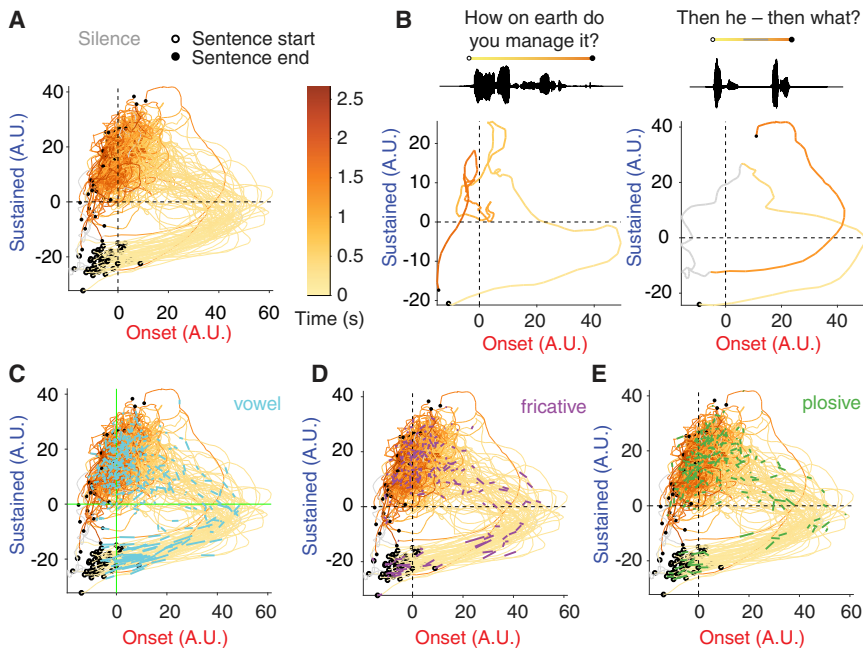 A
Silence
Sentence start
Sentence end
Sustained (A.U.)
40
20
0
-20
0
20
40
60
Onset (A.U.)
2.5
2
1.5
1
0.5
0
Time (s)
B
How on earth do
you manage it?
Sustained (A.U.)
20
10
0
-10
-20
0
20
40
Onset (A.U.)
Then he – then what?
Sustained (A.U.)
40
20
0
-20
0
20
40
Onset (A.U.)
C
vowel
Sustained (A.U.)
40
20
0
-20
0
20
40
60
Onset (A.U.)
D
fricative
Sustained (A.U.)
40
20
0
-20
0
20
40
60
Onset (A.U.)
E
plosive
Sustained (A.U.)
40
20
0
-20
0
20
40
60
Onset (A.U.)